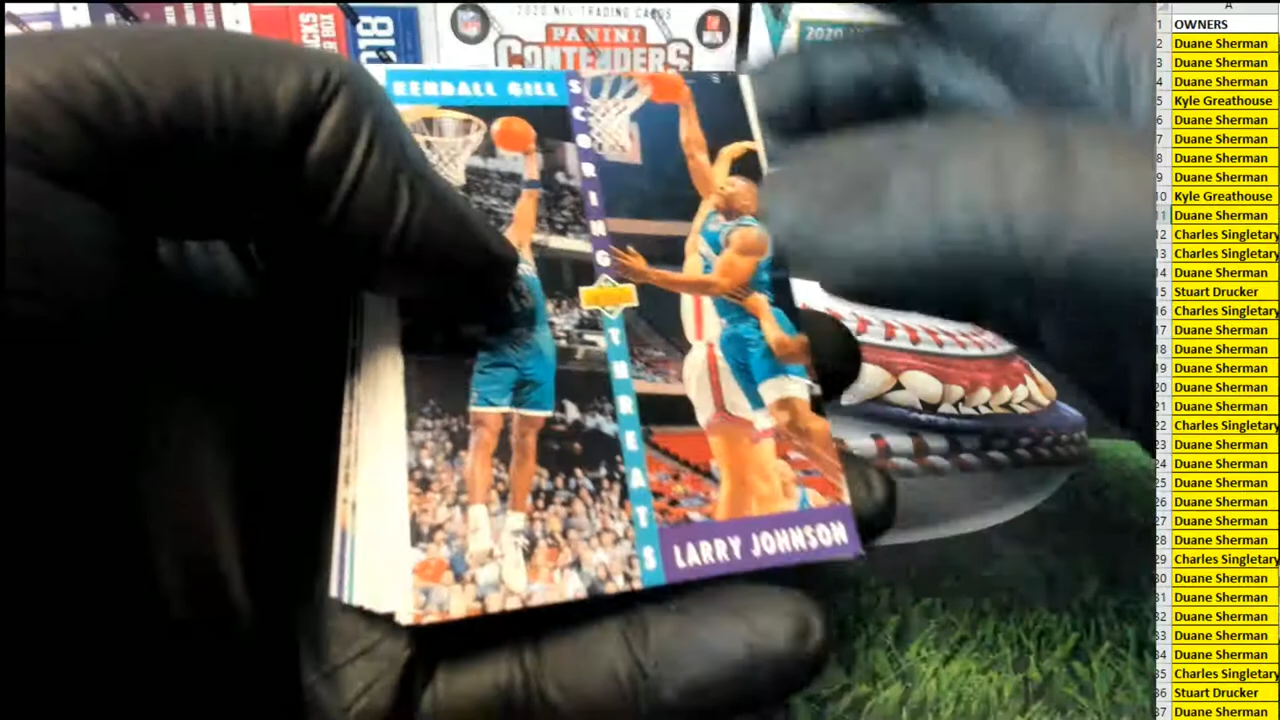 2020 NFL TRADING CARDS
PANINI
CONTENDERS
2018
2020
KENDALL GILL
SCORING
THREATS
LARRY JOHNSON
A
1 OWNERS
2 Duane Sherman
3 Duane Sherman
4 Duane Sherman
5 Kyle Greathouse
6 Duane Sherman
7 Duane Sherman
8 Duane Sherman
9 Duane Sherman
10 Kyle Greathouse
11 Duane Sherman
12 Charles Singletary
13 Charles Singletary
14 Duane Sherman
15 Stuart Drucker
16 Charles Singletary
17 Duane Sherman
18 Duane Sherman
19 Duane Sherman
20 Duane Sherman
21 Duane Sherman
22 Charles Singletary
23 Duane Sherman
24 Duane Sherman
25 Duane Sherman
26 Duane Sherman
27 Duane Sherman
28 Duane Sherman
29 Charles Singletary
30 Duane Sherman
31 Duane Sherman
32 Duane Sherman
33 Duane Sherman
34 Duane Sherman
35 Charles Singletary
36 Stuart Drucker
37 Duane Sherman